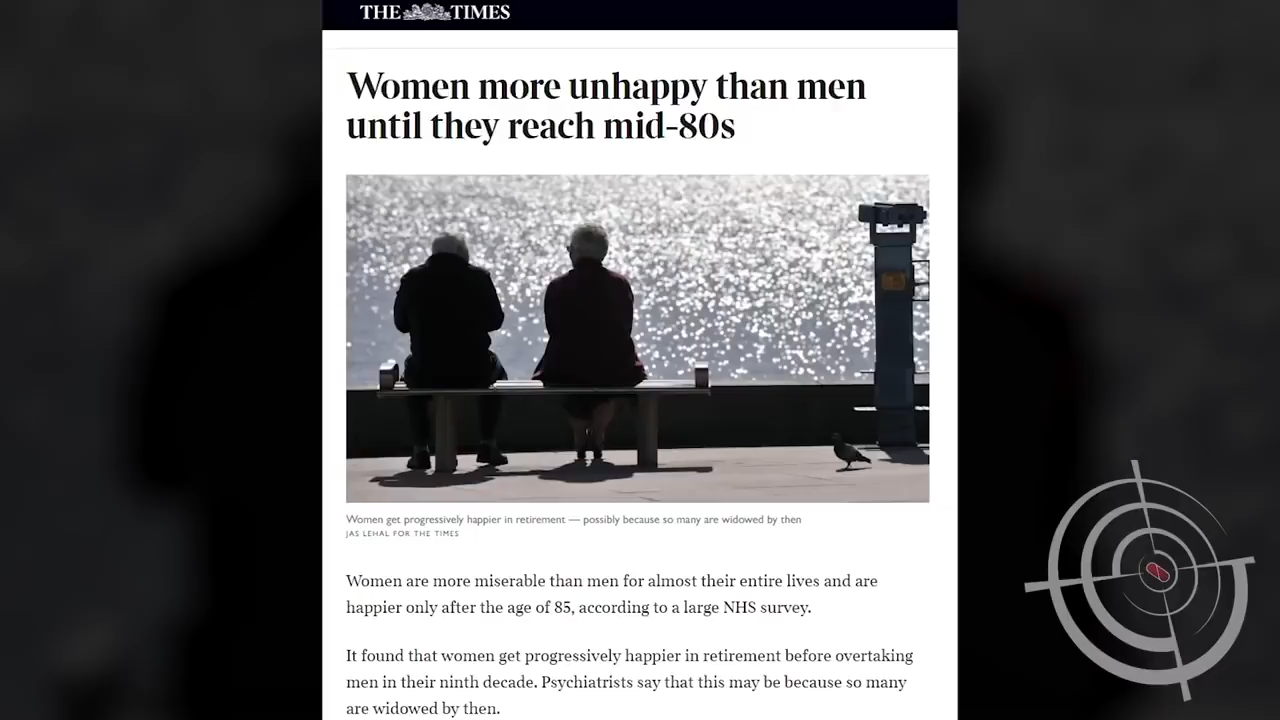 THE TIMES
Women more unhappy than men
until they reach mid-80s
Women get progressively happier in retirement — possibly because so many are widowed by then
JAS LEHAL FOR THE TIMES
Women are more miserable than men for almost their entire lives and are
happier only after the age of 85, according to a large NHS survey.
It found that women get progressively happier in retirement before overtaking
men in their ninth decade. Psychiatrists say that this may be because so many
are widowed by then.